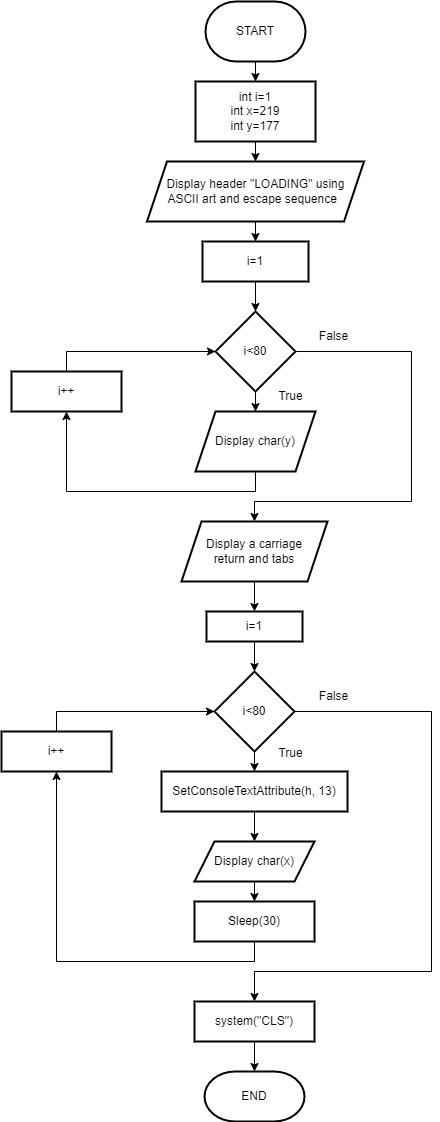 START
int i=1
int x=219
int y=177
Display header "LOADING" using
ASCII art and escape sequence
i=1
i<80
False
i++
True
Display char(y)
Display a carriage
return and tabs
i=1
i<80
False
i++
True
SetConsoleTextAttribute(h, 13)
Display char(x)
Sleep(30)
system("CLS")
END